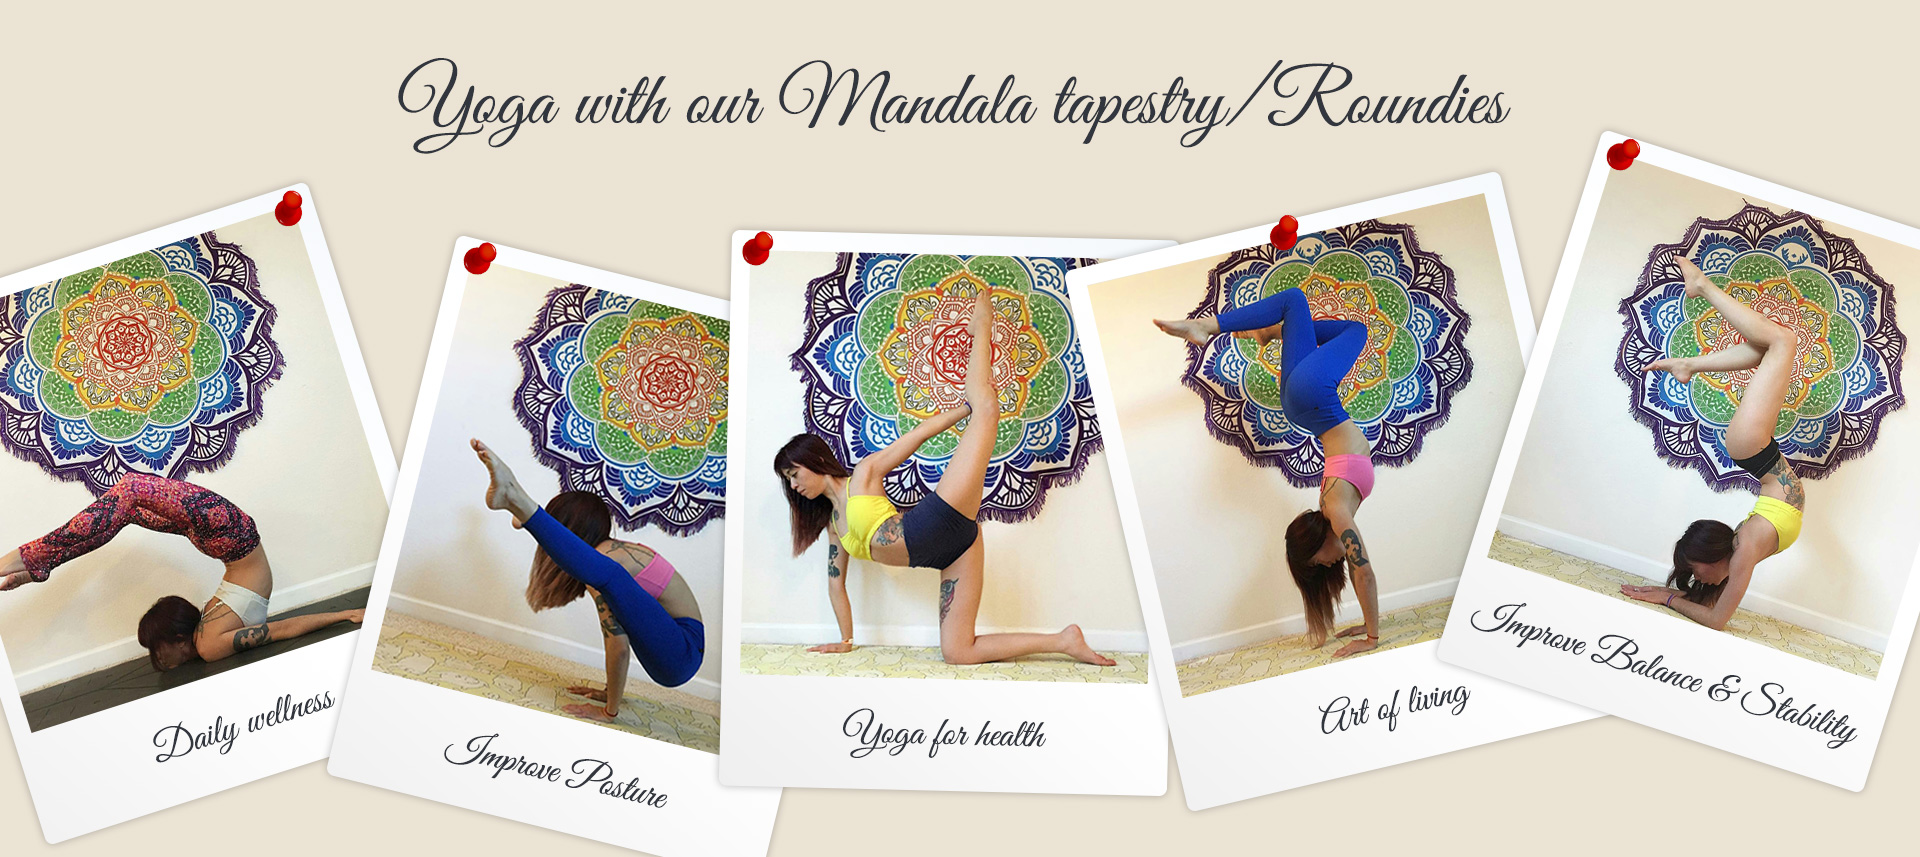 Yoga with our Mandala tapestry/Roundies
Daily wellness
Improve Posture
Yoga for health
Art of living
Improve Balance & Stability